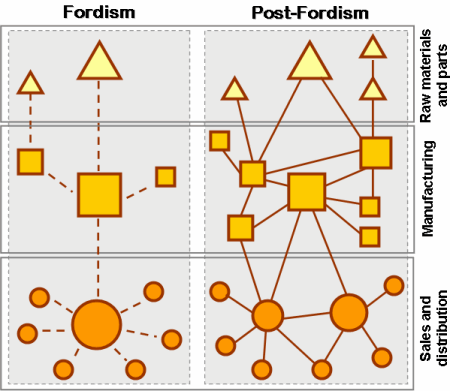 Fordism
Post-Fordism
Raw materials
and parts
Manufacturing
Sales and
distribution